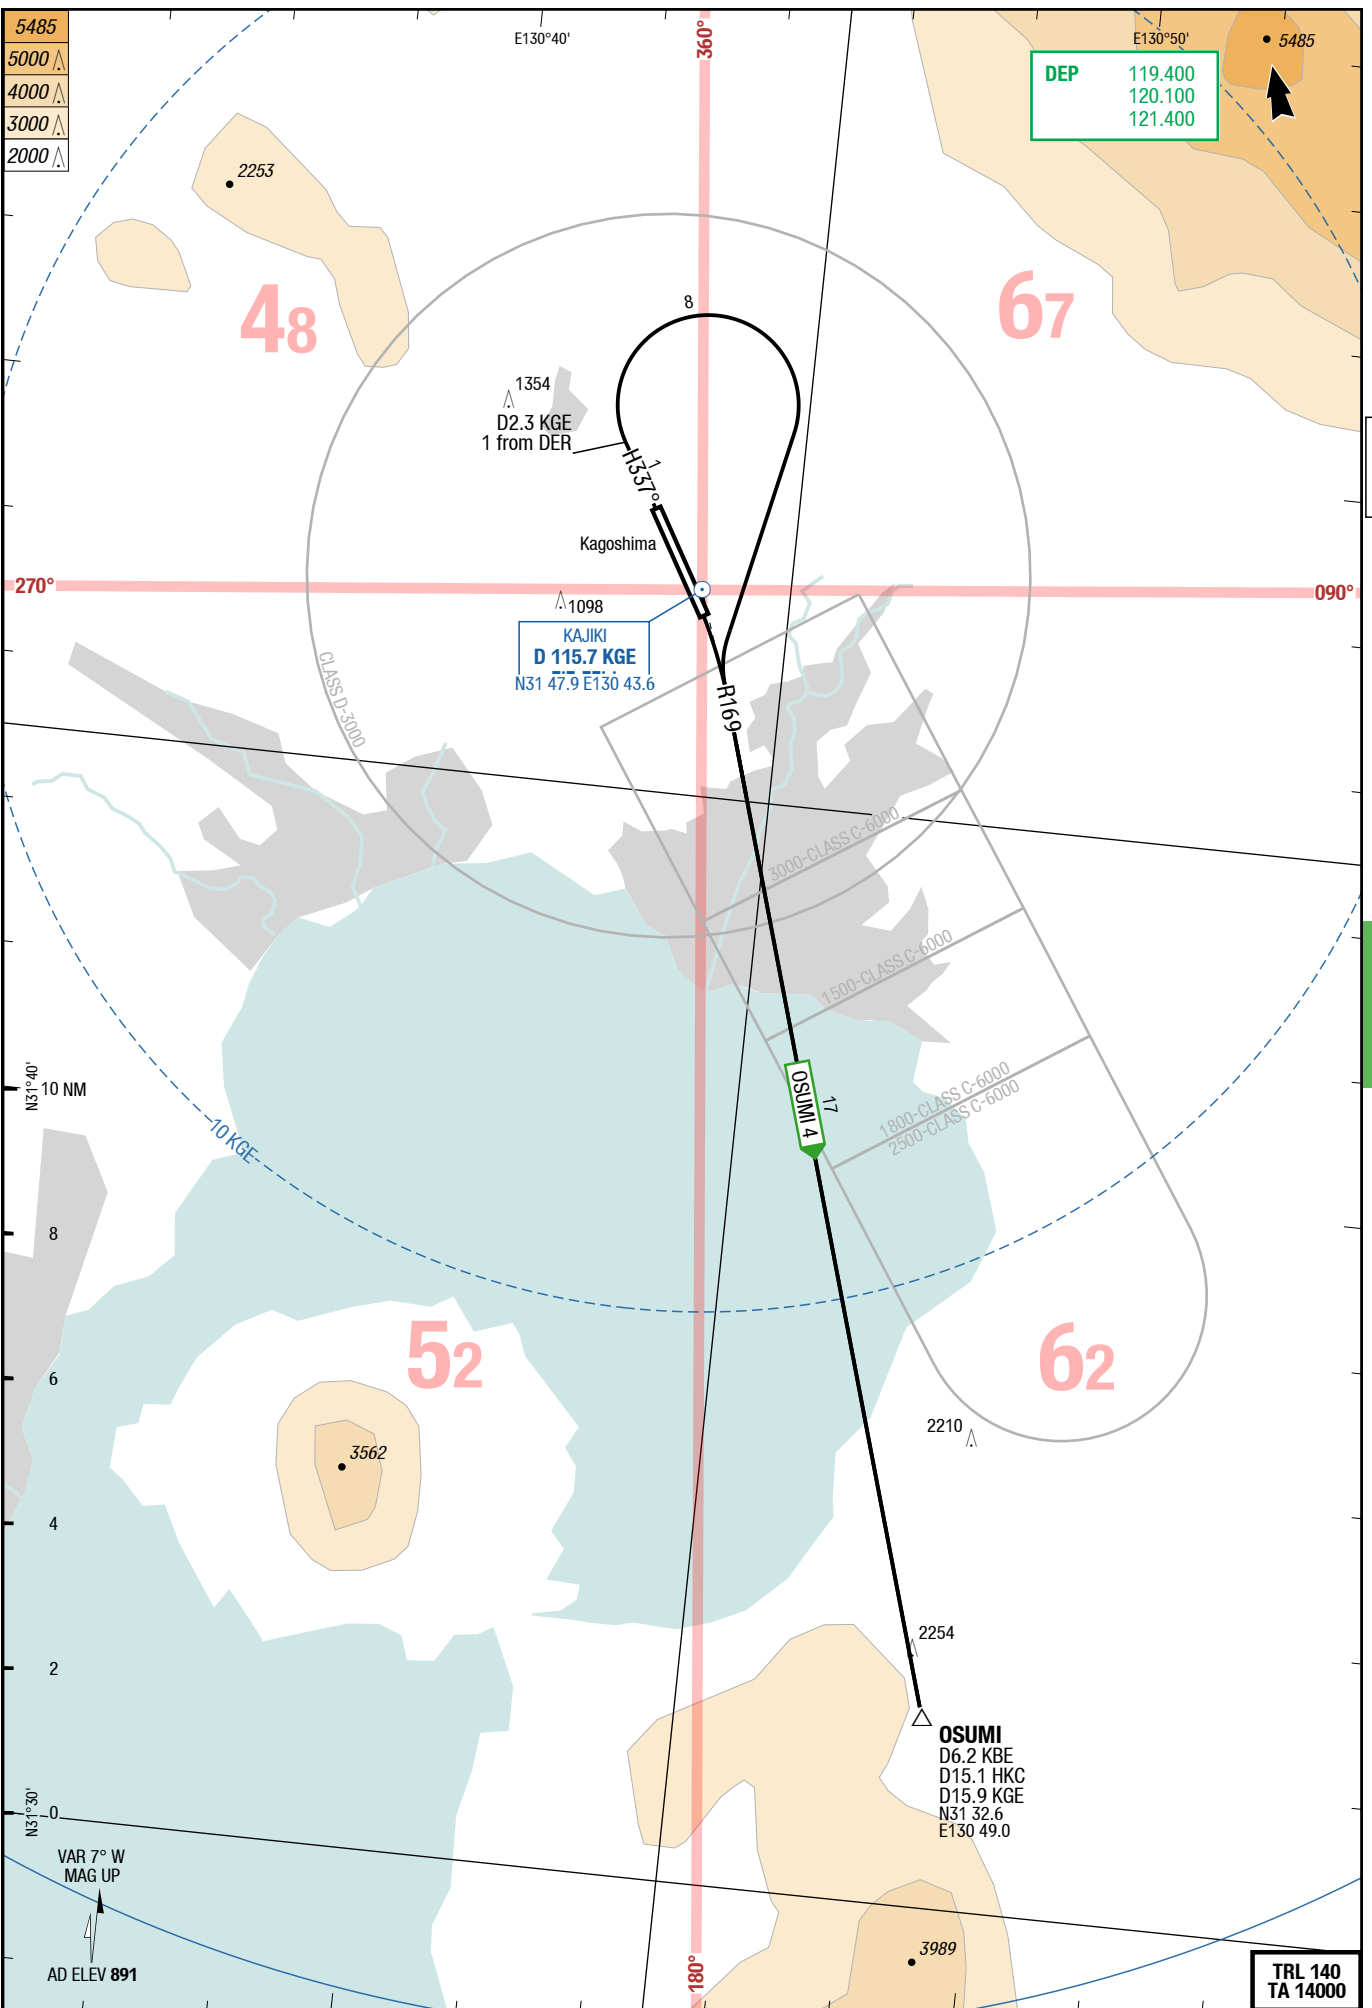 5485
5000
4000
3000
2000
E130°40'
360°
E130°50'
5485
DEP 119.400
120.100
121.400
2253
48
67
8
1354
D2.3 KGE
1 from DER
1
H337°
Kagoshima
270°
090°
1098
KAJIKI
D 115.7 KGE
N31 47.9 E130 43.6
CLASS D-3000
R169
3000-CLASS C-6000
1500-CLASS C-6000
1800-CLASS C-6000
2500-CLASS C-6000
OSUMI 4
17
N31°40'
10 NM
10 KGE
8
6
4
2
0
52
62
3562
2210
2254
OSUMI
D6.2 KBE
D15.1 HKC
D15.9 KGE
N31 32.6
E130 49.0
N31°30'
VAR 7° W
MAG UP
AD ELEV 891
180°
3989
TRL 140
TA 14000